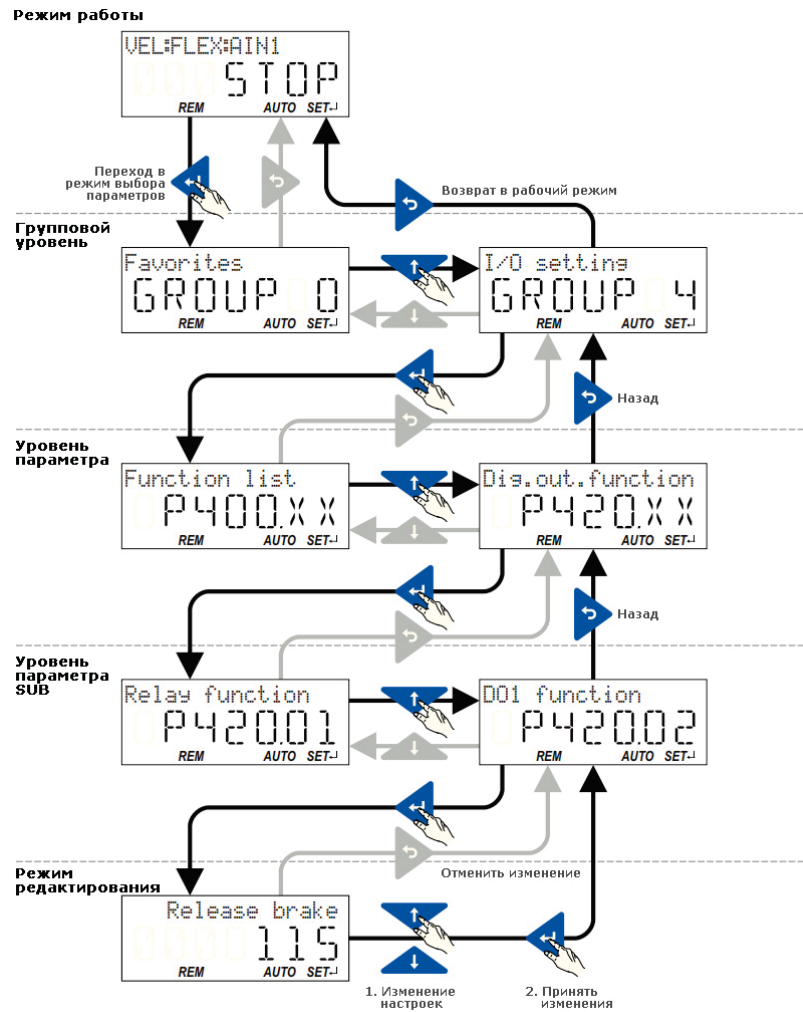 Режим работы
VEL:FLEX:AIN1
STOP
REM AUTO SET
Переход в
режим выбора
параметров
Возврат в рабочий режим
Групповой
уровень
Favorites
GROUP 0
REM AUTO SET
I/O setting
GROUP 4
REM AUTO SET
Назад
Уровень
параметра
Function list
P400.XX
REM AUTO SET
Dig.out.function
P420.XX
REM AUTO SET
Назад
Уровень
параметра
SUB
Relay function
P420.01
REM AUTO SET
DO1 function
P420.02
REM AUTO SET
Отменить изменение
Режим
редактирования
Release brake
115
REM AUTO SET
1. Изменение
настроек
2. Принять
изменения